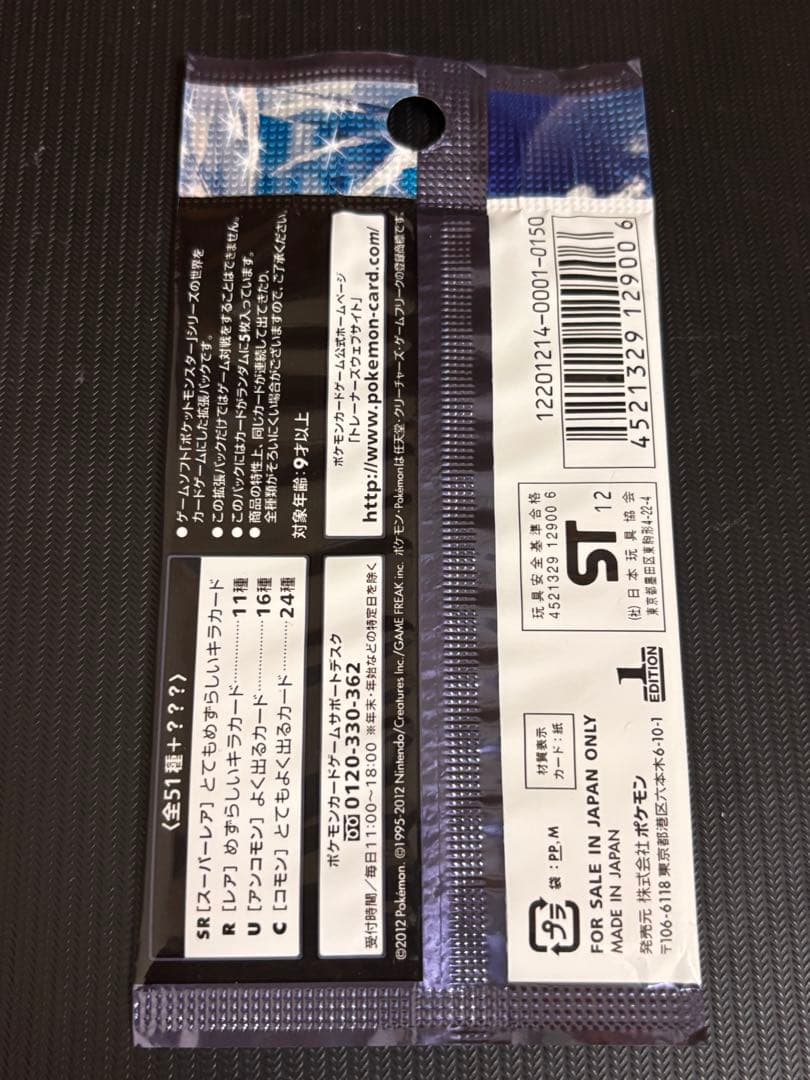 ●ゲームソフト「ポケットモンスター」シリーズの世界を
カードゲームにした拡張パックです。
●この拡張パックだけではゲーム対戦をすることはできません。
●このパックにはカードがランダムに5枚入っています。
●商品の特性上、同じカードが連続して出てきたり、
全種類がそろいにくい場合がございますので、ご了承ください。
対象年齢：9才以上
ポケモンカードゲーム公式ホームページ
「トレーナーズウェブサイト」
http://www.pokemon-card.com/
〈全51種+???〉
SR［スーパーレア］とてもめずらしいキラカード
R［レア］めずらしいキラカード……………11種
U［アンコモン］よく出るカード……………16種
C［コモン］とてもよく出るカード…………24種
ポケモンカードゲームサポートデスク
0120-330-362
受付時間／毎日11:00〜18:00 ※年末・年始などの特定日を除く
©2012 Pokémon. ©1995-2012 Nintendo/Creatures Inc./GAME FREAK inc. ポケモン・Pokémonは任天堂・クリーチャーズ・ゲームフリークの登録商標です。
12201214-0001-0150
4521329 129006
玩具安全基準合格
4521329 12900 6
ST 12
(社)日本玩具協会
東京都墨田区東駒形4-22-4
1
EDITION
材質表示
カード：紙
プラ
袋：PP, M
FOR SALE IN JAPAN ONLY
MADE IN JAPAN
発売元 株式会社ポケモン
〒106-6118 東京都港区六本木6-10-1